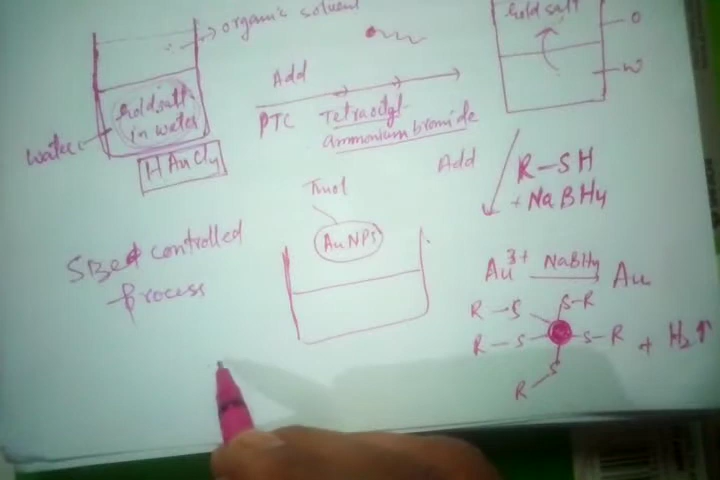 organic solvent
Gold salt
O
W
Gold salt
in water
water
HAuCl4
Add
PTC Tetraoctyl-
ammonium bromide
Add
R-SH
+ NaBH4
Thiol
AuNPs
Size controlled
process
Au3+ NaBH4 Au
R-S S-R
R-S S-R + H2↑
S
R